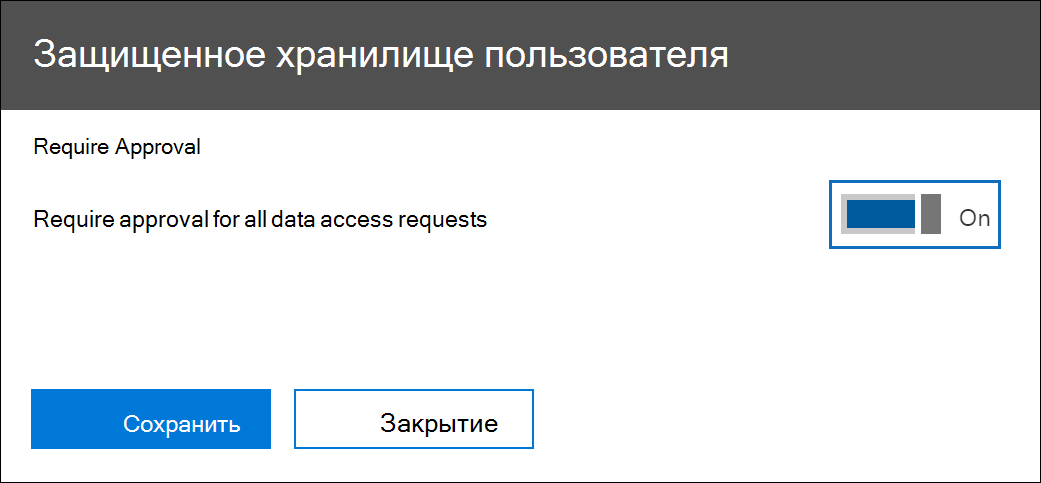 Защищенное хранилище пользователя
Require Approval
Require approval for all data access requests
On
Сохранить
Закрытие